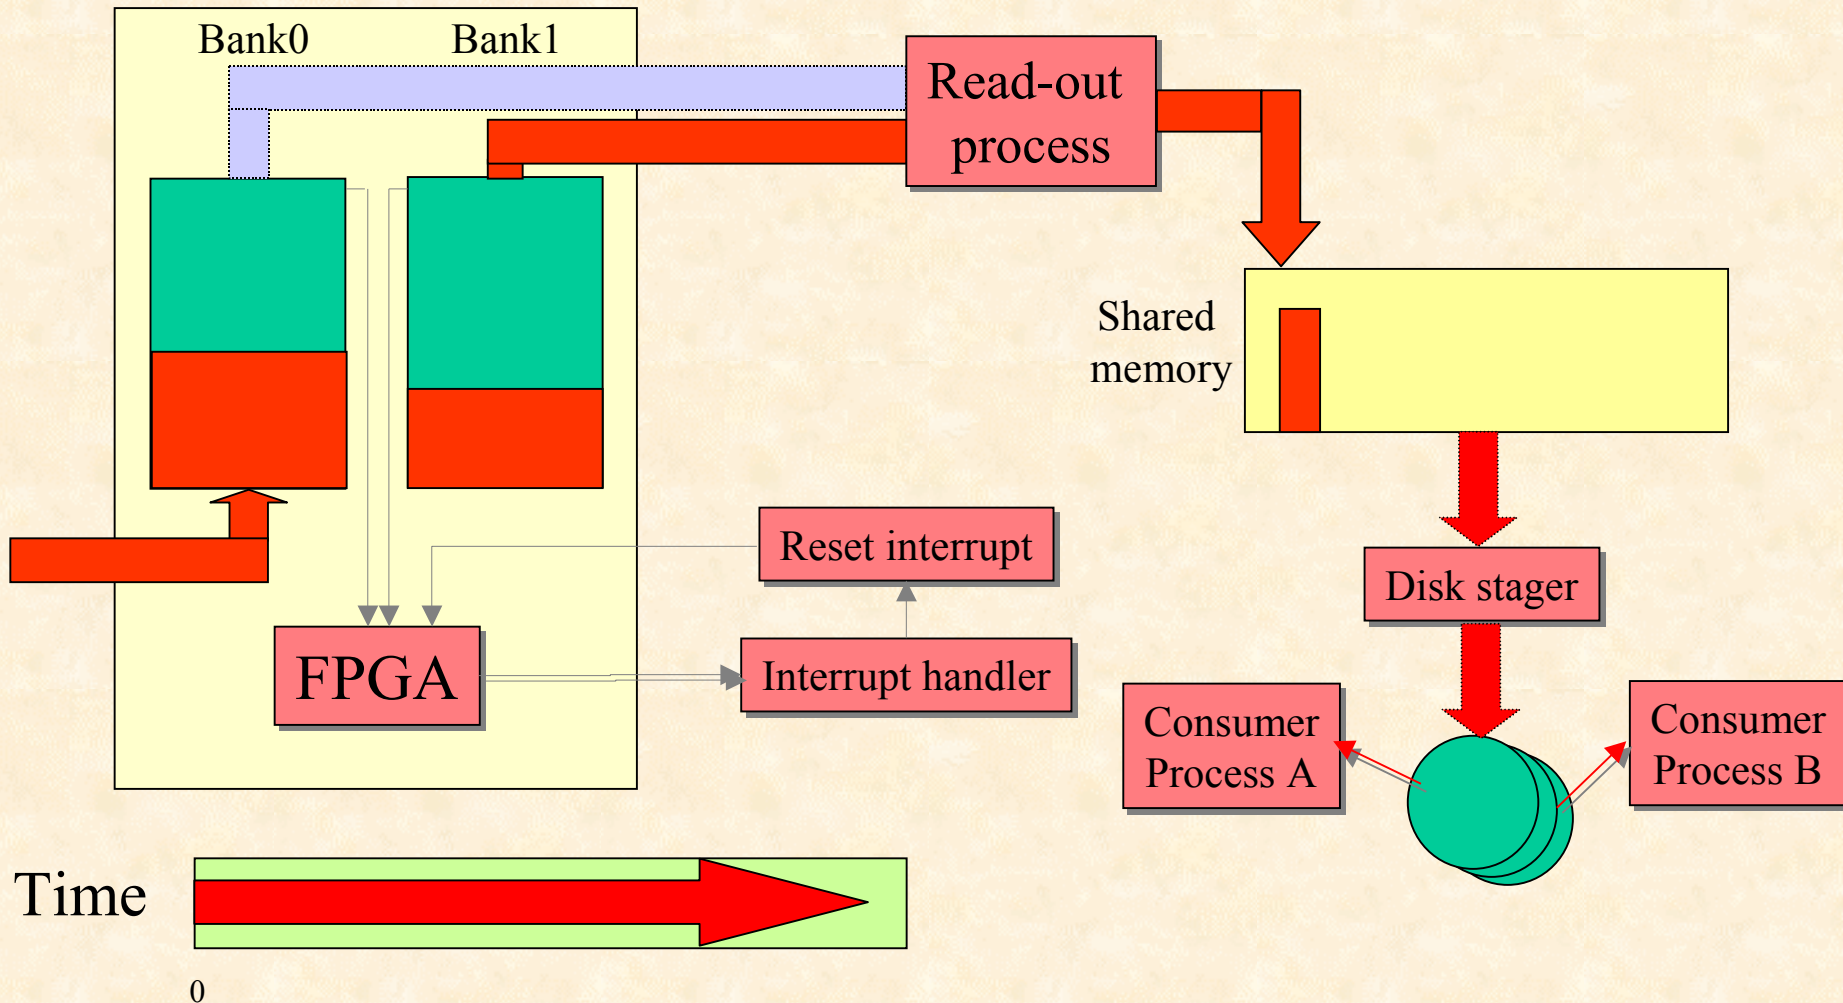 Bank0
Bank1
Read-out
process
Shared
memory
Reset interrupt
Disk stager
FPGA
Interrupt handler
Consumer
Process A
Consumer
Process B
Time
0